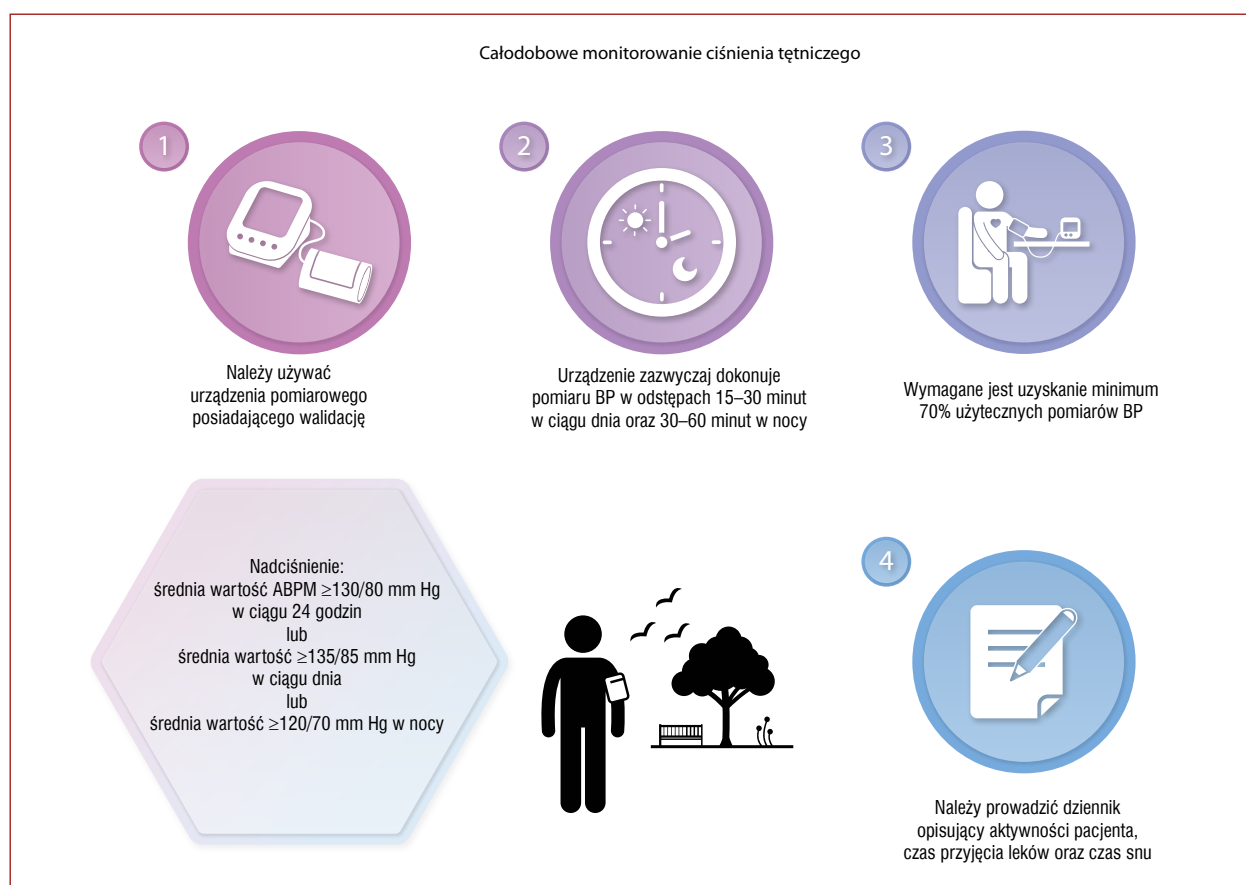 Całodobowe monitorowanie ciśnienia tętniczego
1
Należy używać
urządzenia pomiarowego
posiadającego walidację
2
Urządzenie zazwyczaj dokonuje
pomiaru BP w odstępach 15–30 minut
w ciągu dnia oraz 30–60 minut w nocy
3
Wymagane jest uzyskanie minimum
70% użytecznych pomiarów BP
Nadciśnienie:
średnia wartość ABPM ≥130/80 mm Hg
w ciągu 24 godzin
lub
średnia wartość ≥135/85 mm Hg
w ciągu dnia
lub
średnia wartość ≥120/70 mm Hg w nocy
4
Należy prowadzić dziennik
opisujący aktywności pacjenta,
czas przyjęcia leków oraz czas snu